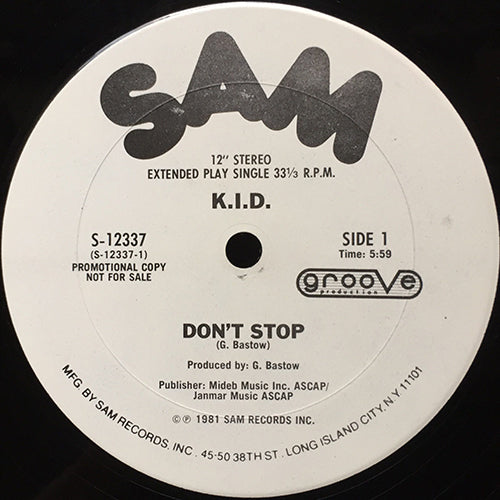 SAM
12" STEREO
EXTENDED PLAY SINGLE 33⅓ R.P.M.
K.I.D.
S-12337
(S-12337-1)
PROMOTIONAL COPY
NOT FOR SALE
SIDE 1
Time: 5:59
groove
production
DON'T STOP
(G. Bastow)
Produced by: G. Bastow
Publisher: Mideb Music Inc. ASCAP/
Janmar Music ASCAP
©℗ 1981 SAM RECORDS INC.
MFG. BY SAM RECORDS, INC. 45-50 38TH ST. LONG ISLAND CITY, N.Y. 11101